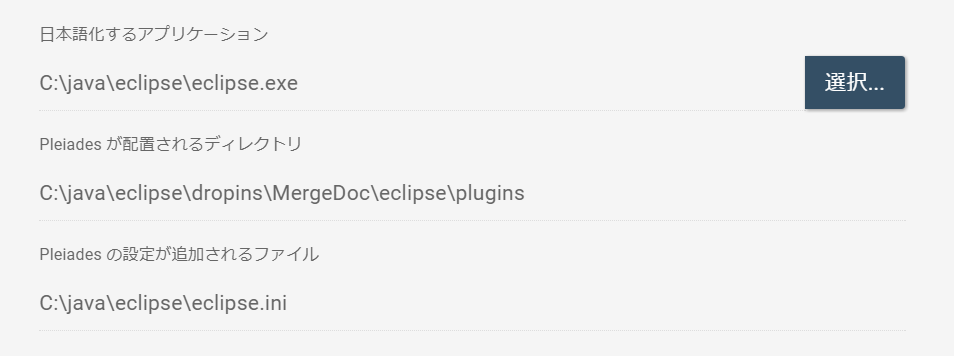 日本語化するアプリケーション
C:\java\eclipse\eclipse.exe
選択...
Pleiades が配置されるディレクトリ
C:\java\eclipse\dropins\MergeDoc\eclipse\plugins
Pleiades の設定が追加されるファイル
C:\java\eclipse\eclipse.ini